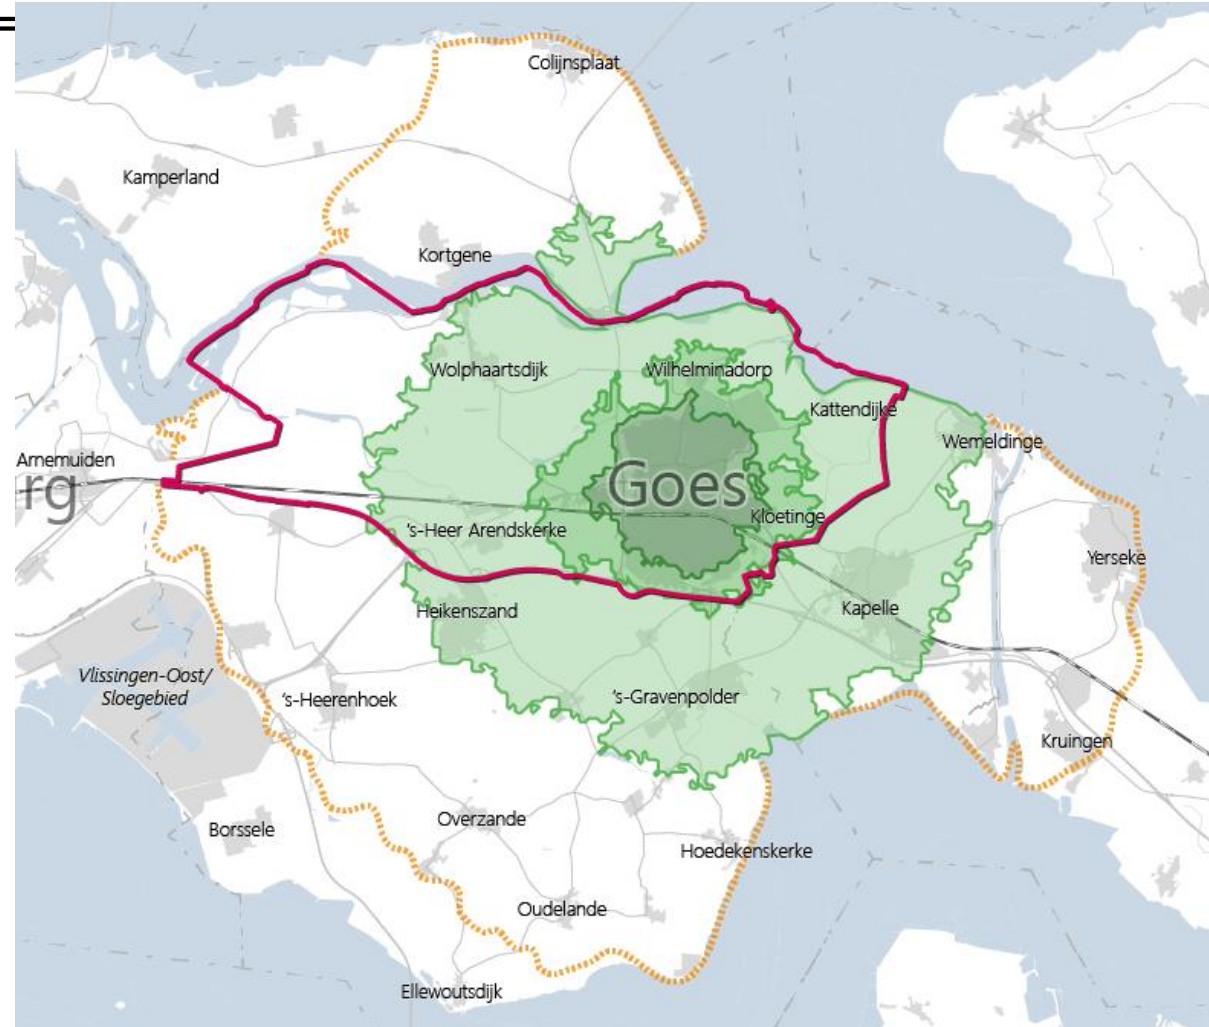 Colijnsplaat
Kamperland
Kortgene
Wolphaartsdijk
Wilhelminadorp
Kattendijke
Wemeldinge
Arnemuiden
rg
Goes
Kloetinge
's-Heer Arendskerke
Yerseke
Heikenszand
Kapelle
Vlissingen-Oost/
Sloegebied
's-Heerenhoek
's-Gravenpolder
Kruingen
Borssele
Overzande
Hoedekenskerke
Oudelande
Ellewoutsdijk